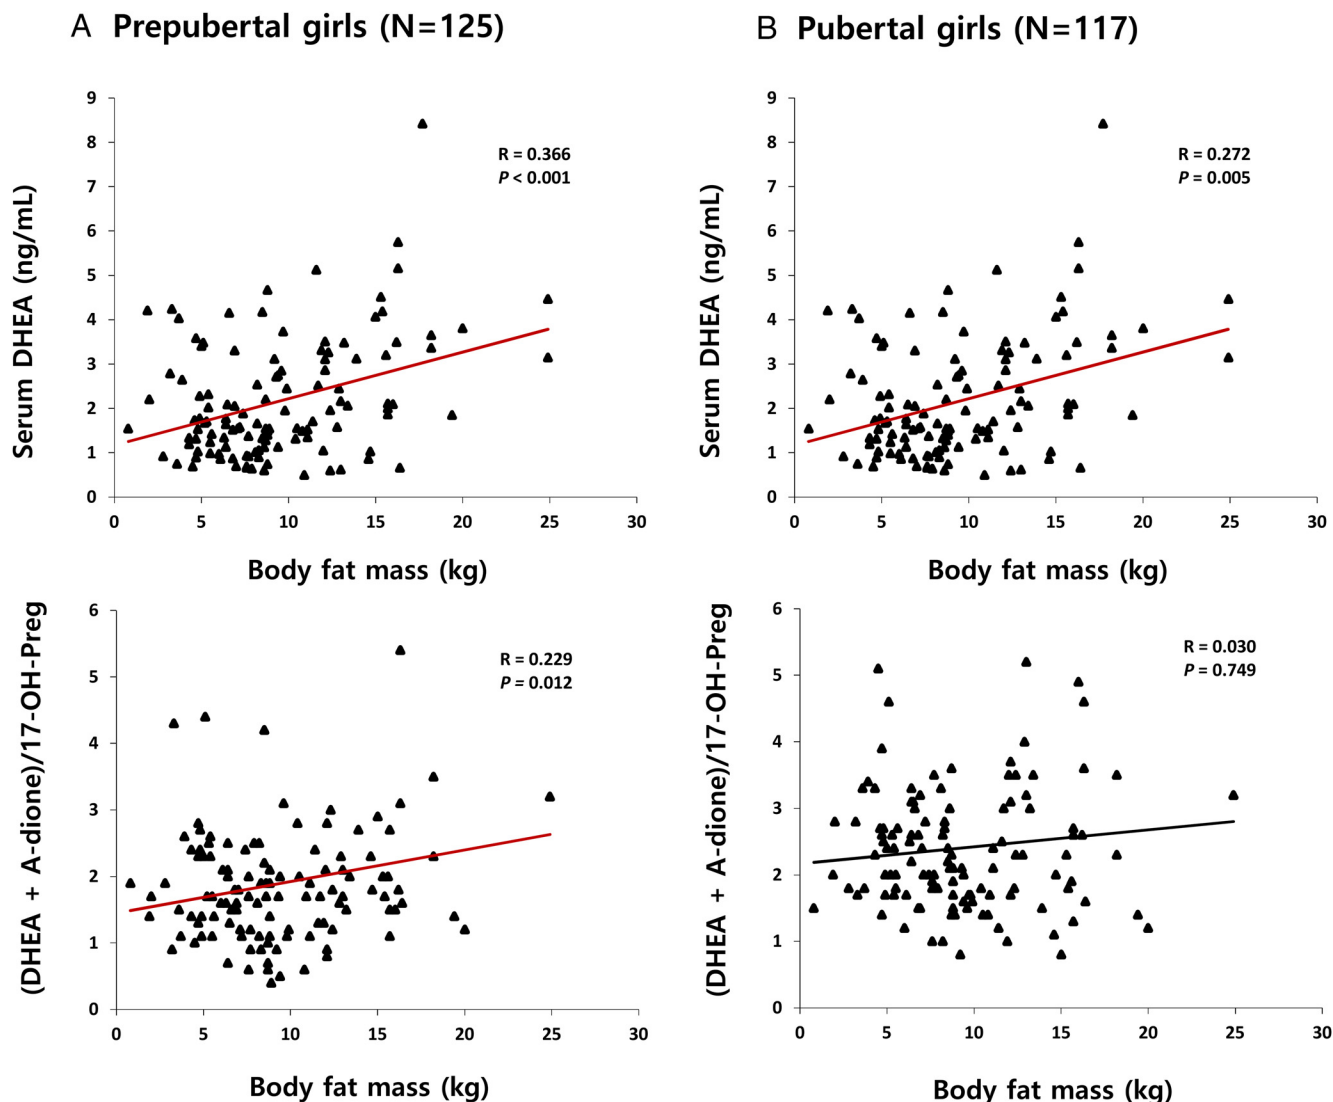 A Prepubertal girls (N=125)
B Pubertal girls (N=117)
Serum DHEA (ng/mL)
9
8
7
6
5
4
3
2
1
0
R = 0.366
P < 0.001
0 5 10 15 20 25 30
Body fat mass (kg)
Serum DHEA (ng/mL)
9
8
7
6
5
4
3
2
1
0
R = 0.272
P = 0.005
0 5 10 15 20 25 30
Body fat mass (kg)
(DHEA + A-dione)/17-OH-Preg
6
5
4
3
2
1
0
R = 0.229
P = 0.012
0 5 10 15 20 25 30
Body fat mass (kg)
(DHEA + A-dione)/17-OH-Preg
6
5
4
3
2
1
0
R = 0.030
P = 0.749
0 5 10 15 20 25 30
Body fat mass (kg)